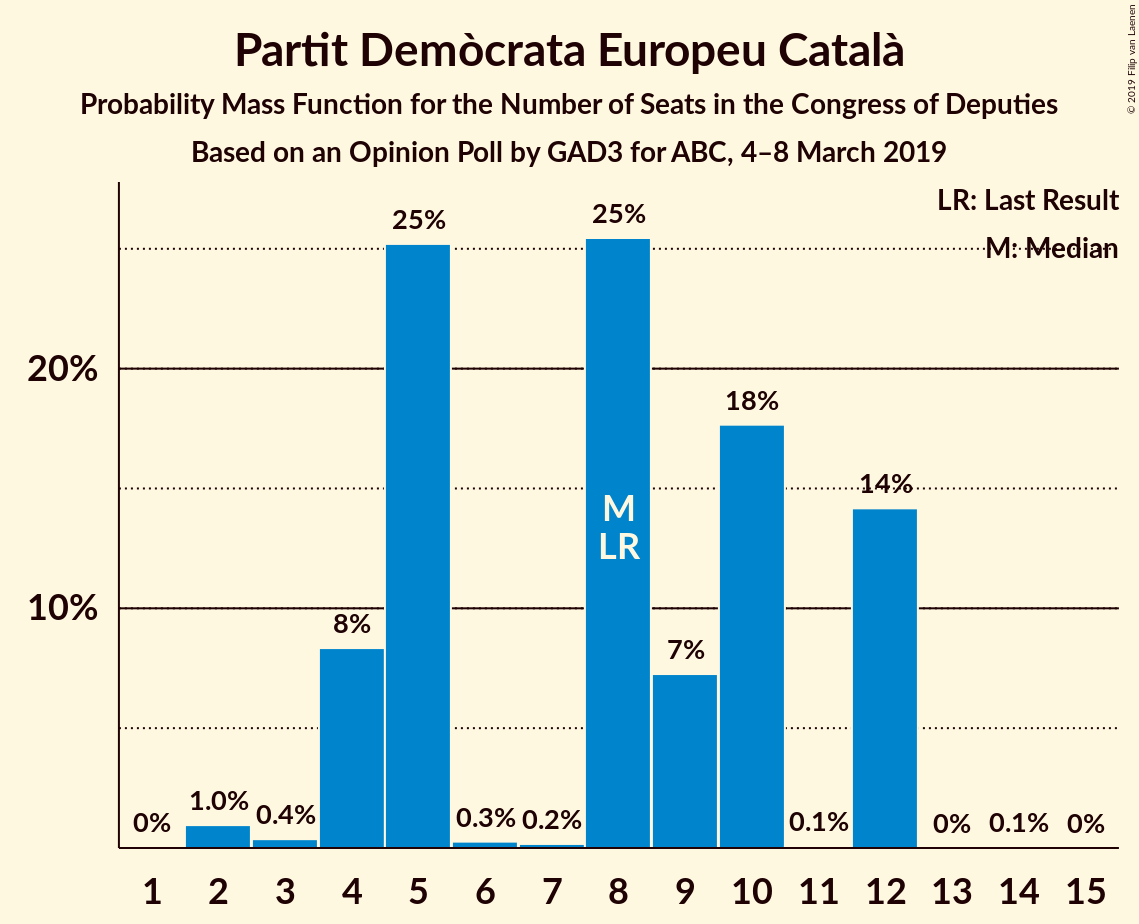 Partit Demòcrata Europeu Català
Probability Mass Function for the Number of Seats in the Congress of Deputies
Based on an Opinion Poll by GAD3 for ABC, 4–8 March 2019
© 2019 Filip van Laenen
LR: Last Result
M: Median
20%
10%
0%
1.0%
0.4%
8%
25%
0.3%
0.2%
25%
M
LR
7%
18%
0.1%
14%
0%
0.1%
0%
1 2 3 4 5 6 7 8 9 10 11 12 13 14 15